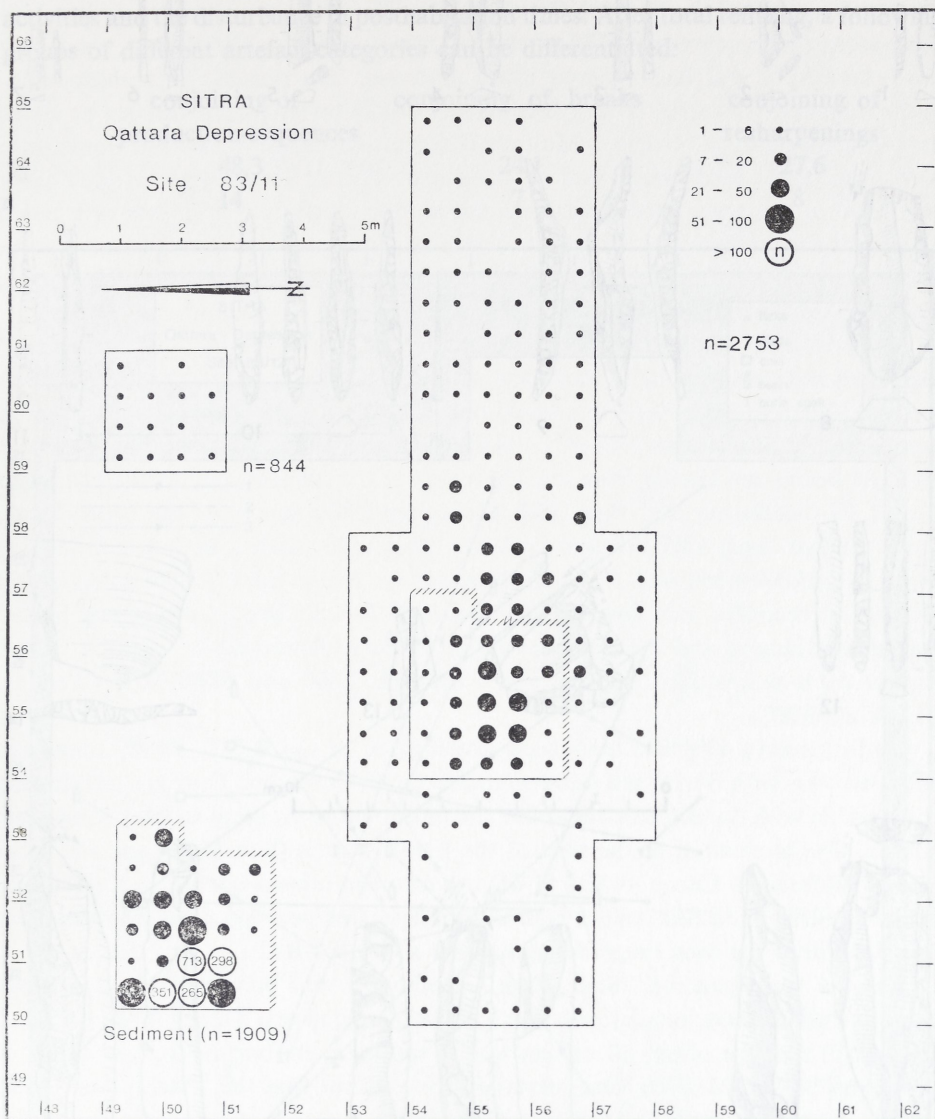 SITRA
Qattara Depression
Site 83/11
0 1 2 3 4 5m
N
1 – 6
7 – 20
21 – 50
51 – 100
> 100 n
n=2753
n=844
713 298
351 265
Sediment (n=1909)
66
65
64
63
62
61
60
59
58
57
56
55
54
53
52
51
50
49
43 49 50 51 52 53 54 55 56 57 58 59 60 61 62